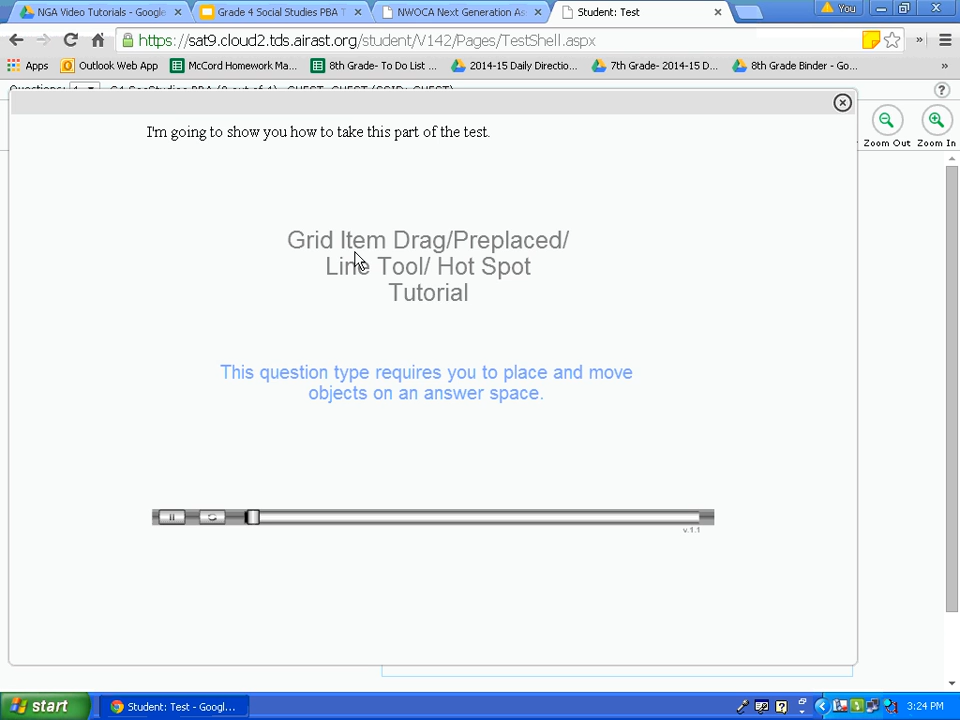 NGA Video Tutorials - Google
Grade 4 Social Studies PBA T
NWOCA Next Generation As
Student: Test
You
https://sat9.cloud2.tds.airast.org/student/V142/Pages/TestShell.aspx
Apps
Outlook Web App
McCord Homework Ma...
8th Grade- To Do List ...
2014-15 Daily Directio...
7th Grade- 2014-15 D...
8th Grade Binder - Go...
I'm going to show you how to take this part of the test.
Zoom Out
Zoom In
Grid Item Drag/Preplaced/
Line Tool/ Hot Spot
Tutorial
This question type requires you to place and move
objects on an answer space.
v.1.1
start
Student: Test - Googl...
3:24 PM